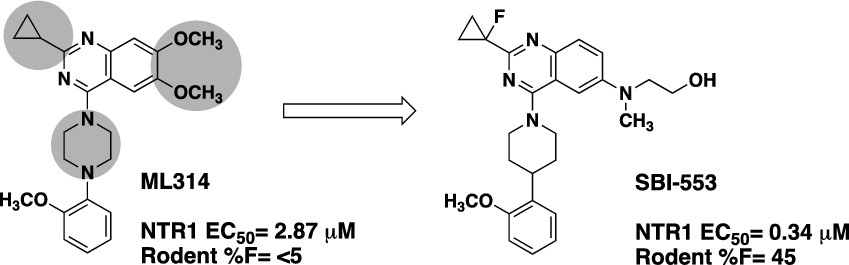 F
N
OCH₃
N
OCH₃
N
N
H₃CO
ML314
NTR1 EC₅₀= 2.87 μM
Rodent %F= <5
N
N
N
OH
CH₃
N
H₃CO
SBI-553
NTR1 EC₅₀= 0.34 μM
Rodent %F= 45